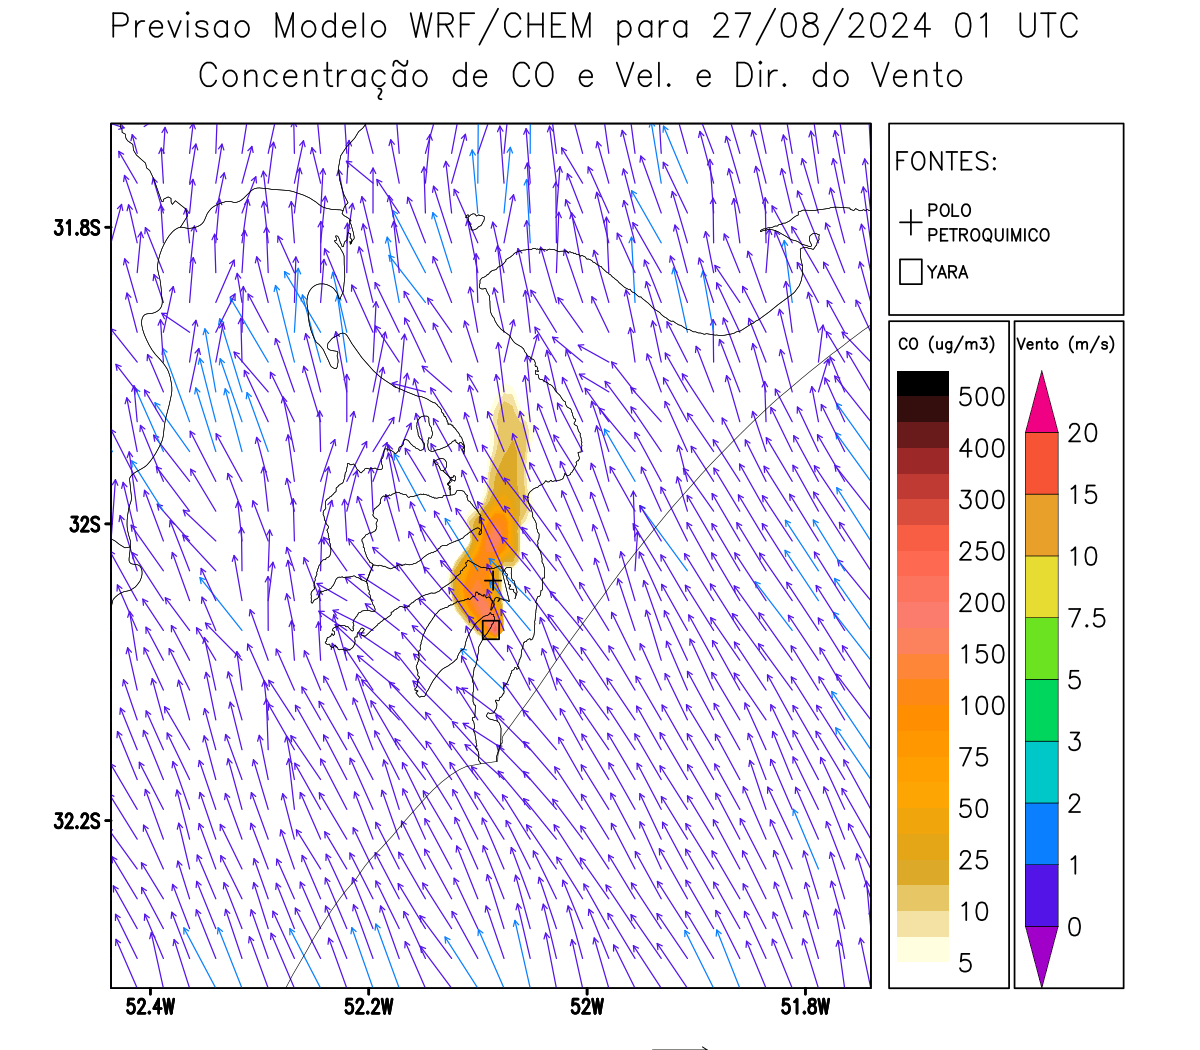 Previsao Modelo WRF/CHEM para 27/08/2024 01 UTC
Concentração de CO e Vel. e Dir. do Vento
FONTES:
POLO
PETROQUIMICO
YARA
CO (ug/m3)
500
400
300
250
200
150
100
75
50
25
10
5
Vento (m/s)
20
15
10
7.5
5
3
2
1
0
31.8S
32S
32.2S
52.4W
52.2W
52W
51.8W